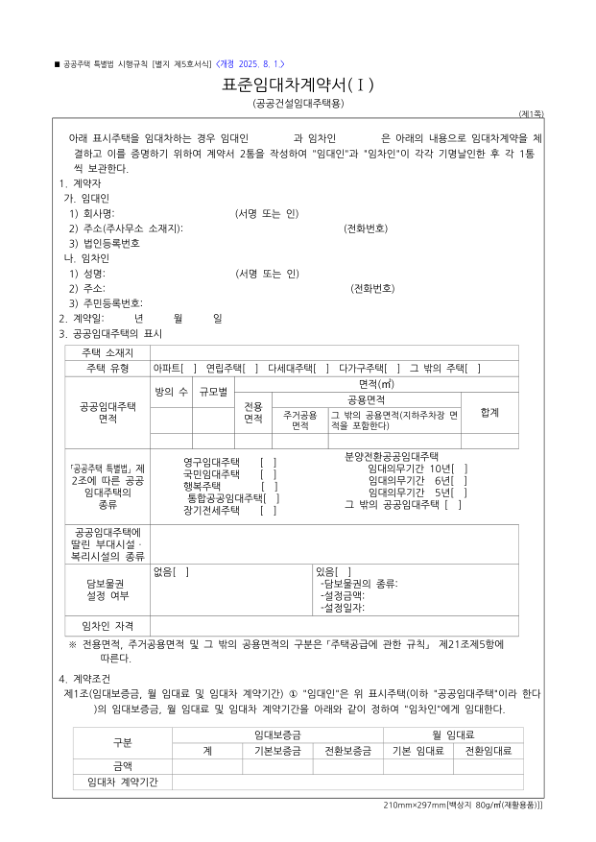 ■ 공공주택 특별법 시행규칙 [별지 제5호서식] <개정 2025. 8. 1.>
표준임대차계약서(Ⅰ)
(공공건설임대주택용)
(제1쪽)
아래 표시주택을 임대차하는 경우 임대인 과 임차인 은 아래의 내용으로 임대차계약을 체
결하고 이를 증명하기 위하여 계약서 2통을 작성하여 "임대인"과 "임차인"이 각각 기명날인한 후 각 1통
씩 보관한다.
1. 계약자
가. 임대인
1) 회사명: (서명 또는 인)
2) 주소(주사무소 소재지): (전화번호)
3) 법인등록번호
나. 임차인
1) 성명: (서명 또는 인)
2) 주소: (전화번호)
3) 주민등록번호:
2. 계약일: 년 월 일
3. 공공임대주택의 표시
주택 소재지
주택 유형 아파트[ ] 연립주택[ ] 다세대주택[ ] 다가구주택[ ] 그 밖의 주택[ ]
공공임대주택
면적
방의 수 규모별 면적(㎡)
전용
면적
공용면적
합계
주거공용
면적
그 밖의 공용면적(지하주차장 면
적을 포함한다)
「공공주택 특별법」 제
2조에 따른 공공
임대주택의
종류
영구임대주택 [ ]
국민임대주택 [ ]
행복주택 [ ]
통합공공임대주택[ ]
장기전세주택 [ ]
분양전환공공임대주택
임대의무기간 10년[ ]
임대의무기간 6년[ ]
임대의무기간 5년[ ]
그 밖의 공공임대주택 [ ]
공공임대주택에
딸린 부대시설ㆍ
복리시설의 종류
담보물권
설정 여부
없음[ ]
있음[ ]
-담보물권의 종류:
-설정금액:
-설정일자:
임차인 자격
※ 전용면적, 주거공용면적 및 그 밖의 공용면적의 구분은 「주택공급에 관한 규칙」 제21조제5항에
따른다.
4. 계약조건
제1조(임대보증금, 월 임대료 및 임대차 계약기간) ① "임대인"은 위 표시주택(이하 "공공임대주택"이라 한다
)의 임대보증금, 월 임대료 및 임대차 계약기간을 아래와 같이 정하여 "임차인"에게 임대한다.
구분 임대보증금 월 임대료
계 기본보증금 전환보증금 기본 임대료 전환임대료
금액
임대차 계약기간
210mm×297mm[백상지 80g/㎡(재활용품)]]